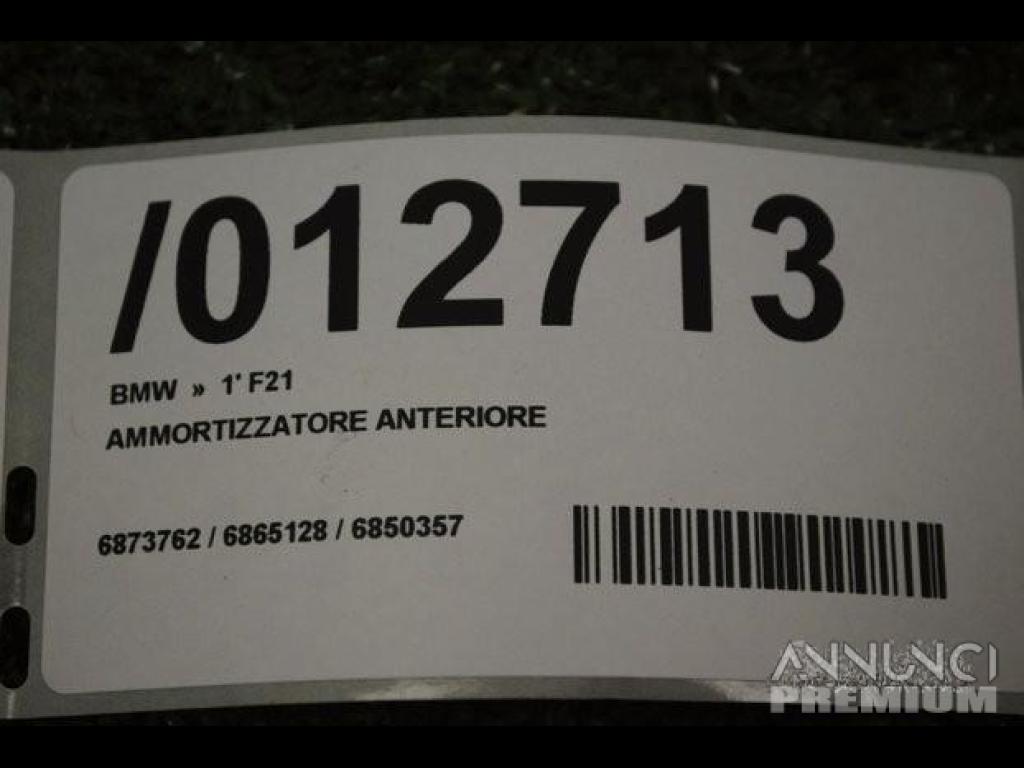 /012713
BMW » 1' F21
AMMORTIZZATORE ANTERIORE
6873762 / 6865128 / 6850357
ANNUNCI
PREMIUM